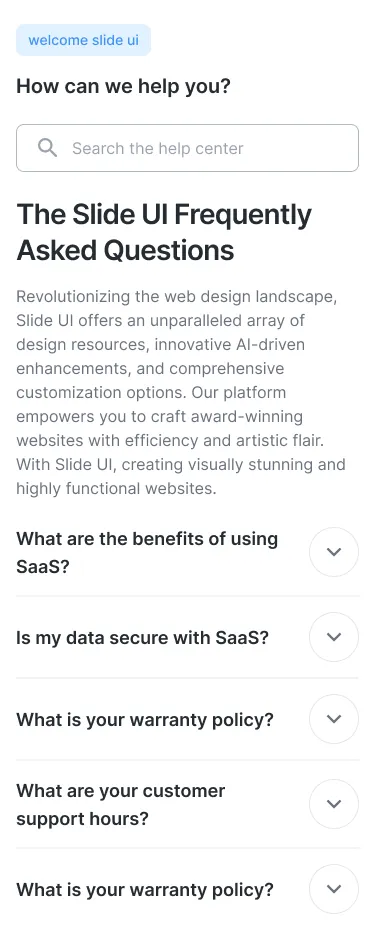 welcome slide ui
How can we help you?
Search the help center
The Slide UI Frequently
Asked Questions
Revolutionizing the web design landscape,
Slide UI offers an unparalleled array of
design resources, innovative AI-driven
enhancements, and comprehensive
customization options. Our platform
empowers you to craft award-winning
websites with efficiency and artistic flair.
With Slide UI, creating visually stunning and
highly functional websites.
What are the benefits of using
SaaS?
Is my data secure with SaaS?
What is your warranty policy?
What are your customer
support hours?
What is your warranty policy?